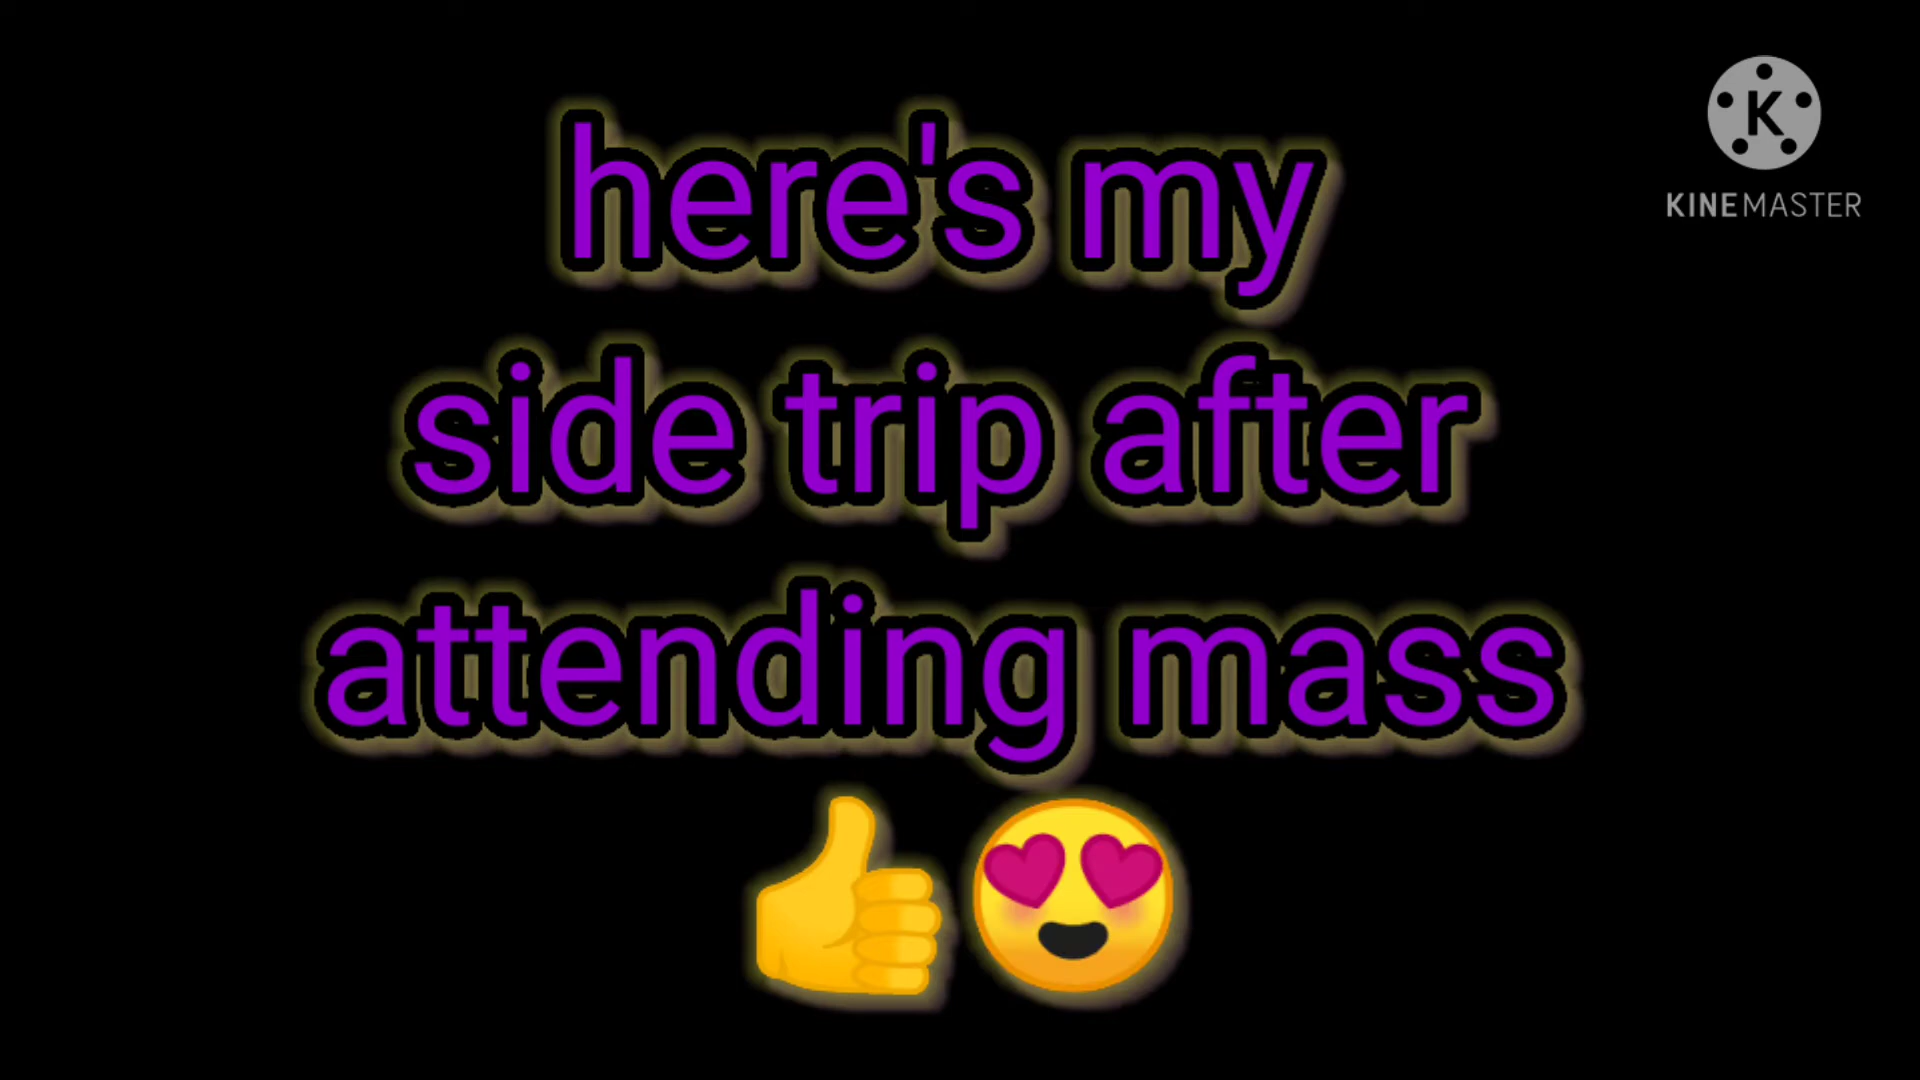 here's my
side trip after
attending mass
👍😍
K
KINEMASTER